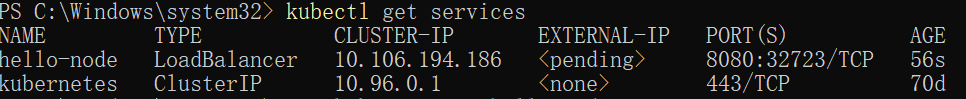 PS C:\Windows\system32> kubectl get services
NAME TYPE CLUSTER-IP EXTERNAL-IP PORT(S) AGE
hello-node LoadBalancer 10.106.194.186 <pending> 8080:32723/TCP 56s
kubernetes ClusterIP 10.96.0.1 <none> 443/TCP 70d